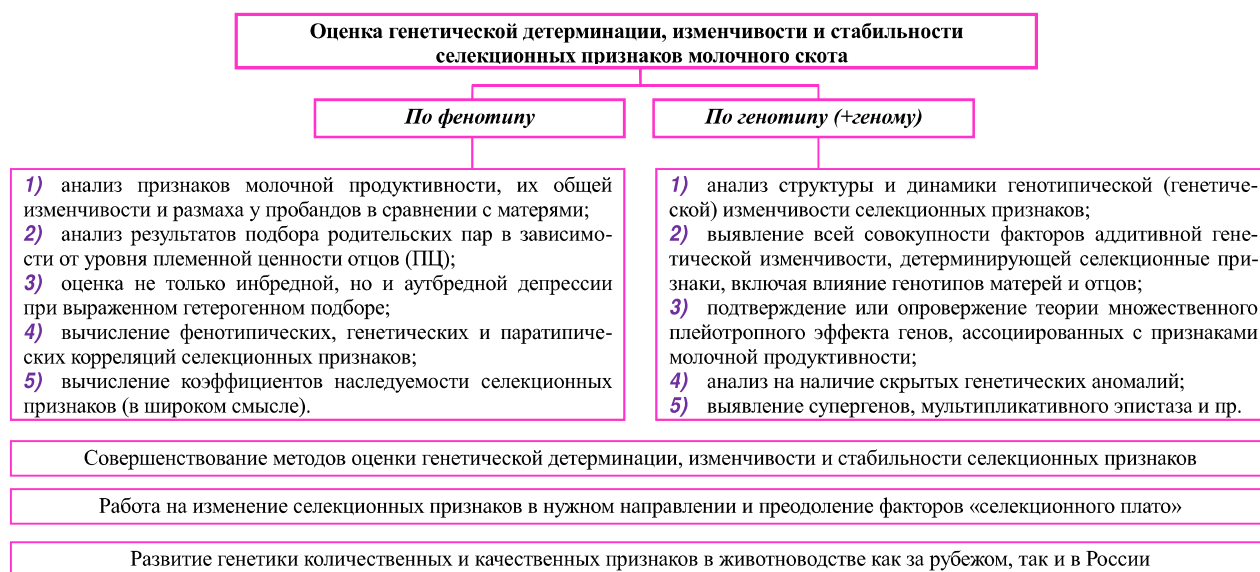 Оценка генетической детерминации, изменчивости и стабильности
селекционных признаков молочного скота
По фенотипу
По генотипу (+геному)
1) анализ признаков молочной продуктивности, их общей
изменчивости и размаха у пробандов в сравнении с матерями;
2) анализ результатов подбора родительских пар в зависимо-
сти от уровня племенной ценности отцов (ПЦ);
3) оценка не только инбредной, но и аутбредной депрессии
при выраженном гетерогенном подборе;
4) вычисление фенотипических, генетических и паратипиче-
ских корреляций селекционных признаков;
5) вычисление коэффициентов наследуемости селекционных
признаков (в широком смысле).
1) анализ структуры и динамики генотипической (генетиче-
ской) изменчивости селекционных признаков;
2) выявление всей совокупности факторов аддитивной гене-
тической изменчивости, детерминирующей селекционные при-
знаки, включая влияние генотипов матерей и отцов;
3) подтверждение или опровержение теории множественного
плейотропного эффекта генов, ассоциированных с признаками
молочной продуктивности;
4) анализ на наличие скрытых генетических аномалий;
5) выявление супергенов, мультипликативного эпистаза и пр.
Совершенствование методов оценки генетической детерминации, изменчивости и стабильности селекционных признаков
Работа на изменение селекционных признаков в нужном направлении и преодоление факторов «селекционного плато»
Развитие генетики количественных и качественных признаков в животноводстве как за рубежом, так и в России